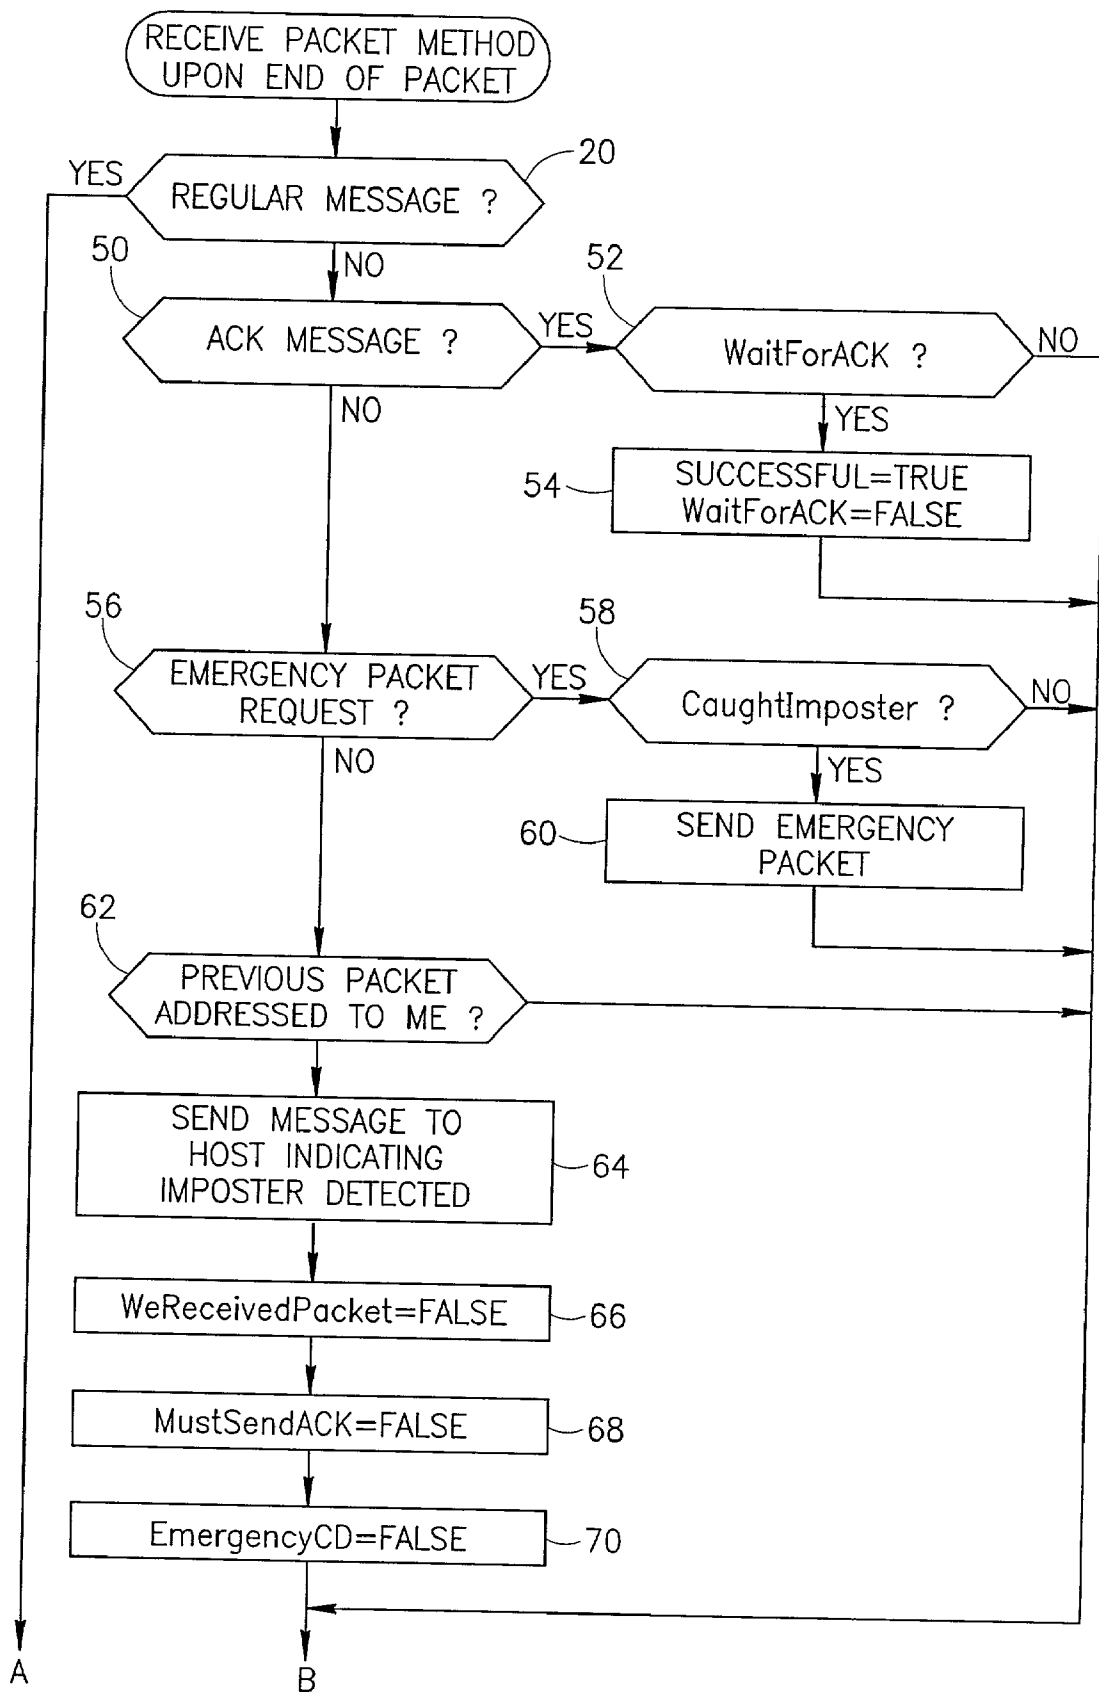 RECEIVE PACKET METHOD
UPON END OF PACKET
YES
REGULAR MESSAGE ?
20
NO
50
ACK MESSAGE ?
YES
52
WaitForACK ?
NO
NO
YES
54
SUCCESSFUL=TRUE
WaitForACK=FALSE
56
EMERGENCY PACKET
REQUEST ?
YES
58
CaughtImposter ?
NO
NO
YES
60
SEND EMERGENCY
PACKET
62
PREVIOUS PACKET
ADDRESSED TO ME ?
SEND MESSAGE TO
HOST INDICATING
IMPOSTER DETECTED
64
WeReceivedPacket=FALSE
66
MustSendACK=FALSE
68
EmergencyCD=FALSE
70
A
B